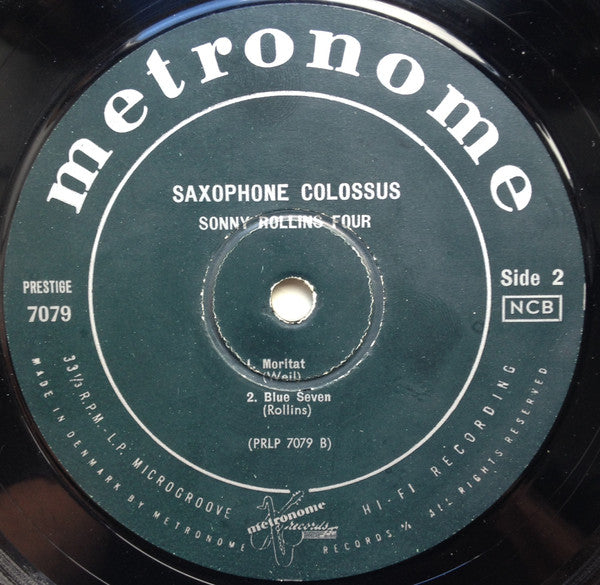 metronome
SAXOPHONE COLOSSUS
SONNY ROLLINS FOUR
PRESTIGE
7079
Side 2
NCB
1. Moritat
(Weil)
2. Blue Seven
(Rollins)
(PRLP 7079 B)
33 1/3 R.P.M - L.P. MICROGROOVE
HI-FI RECORDING
MADE IN DENMARK BY METRONOME RECORDS A/S ALL RIGHTS RESERVED
metronome
records